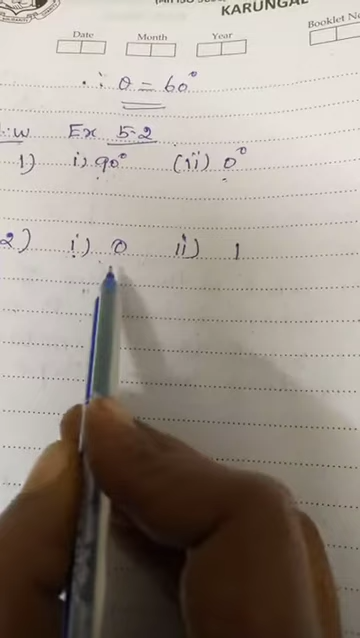 KARUNGAL
Booklet No
Date Month Year
∴ θ = 60°
H.W Ex 5.2
1) i) 90° (ii) 0°
2) i) 0 ii) 1